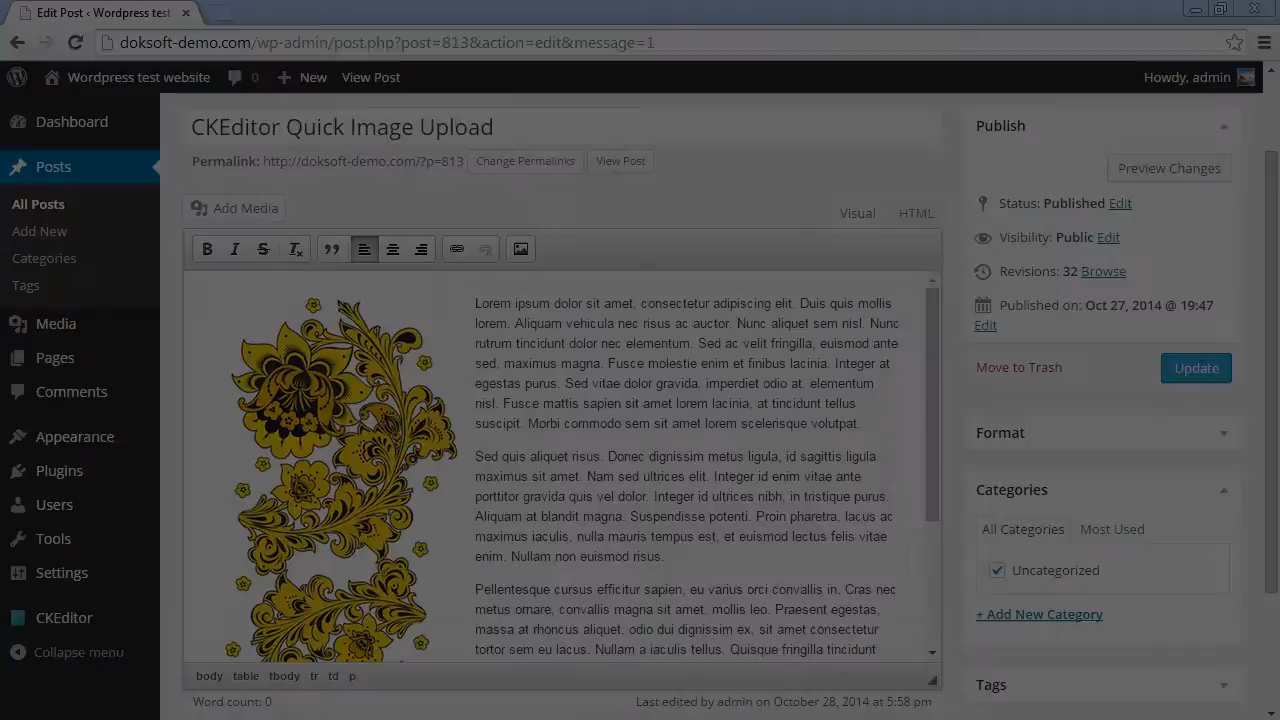 Edit Post ‹ Wordpress test
doksoft-demo.com/wp-admin/post.php?post=813&action=edit&message=1
Wordpress test website 0 New View Post Howdy, admin
Dashboard
Posts
All Posts
Add New
Categories
Tags
Media
Pages
Comments
Appearance
Plugins
Users
Tools
Settings
CKEditor
Collapse menu
CKEditor Quick Image Upload
Permalink: http://doksoft-demo.com/?p=813 Change Permalinks View Post
Add Media Visual HTML
B I S Tx
Lorem ipsum dolor sit amet, consectetur adipiscing elit. Duis quis mollis
lorem. Aliquam vehicula nec risus ac auctor. Nunc aliquet sem nisl. Nunc
rutrum tincidunt dolor nec elementum. Sed ac velit fringilla, euismod ante
sed, maximus magna. Fusce molestie enim et finibus lacinia. Integer at
egestas purus. Sed vitae dolor gravida, imperdiet odio at, elementum
nisl. Fusce mattis sapien sit amet lorem lacinia, at tincidunt tellus
suscipit. Morbi commodo sem sit amet lorem scelerisque volutpat.
Sed quis aliquet risus. Donec dignissim metus ligula, id sagittis ligula
maximus sit amet. Nam sed ultrices elit. Integer id enim vitae ante
porttitor gravida quis vel dolor. Integer id ultrices nibh, in tristique purus.
Aliquam at blandit magna. Suspendisse potenti. Proin pharetra, lacus ac
maximus iaculis, nulla mauris tempus est, et euismod lectus felis vitae
enim. Nullam non euismod risus.
Pellentesque cursus efficitur sapien, eu varius orci convallis in. Cras nec
metus ornare, convallis magna sit amet, mollis leo. Praesent egestas,
massa at rhoncus aliquet, odio dui dignissim ex, sit amet consectetur
tortor sem eu lacus. Nullam a iaculis tellus. Quisque fringilla tincidunt
body table tbody tr td p
Word count: 0 Last edited by admin on October 28, 2014 at 5:58 pm
Publish
Preview Changes
Status: Published Edit
Visibility: Public Edit
Revisions: 32 Browse
Published on: Oct 27, 2014 @ 19:47
Edit
Move to Trash Update
Format
Categories
All Categories Most Used
Uncategorized
+ Add New Category
Tags